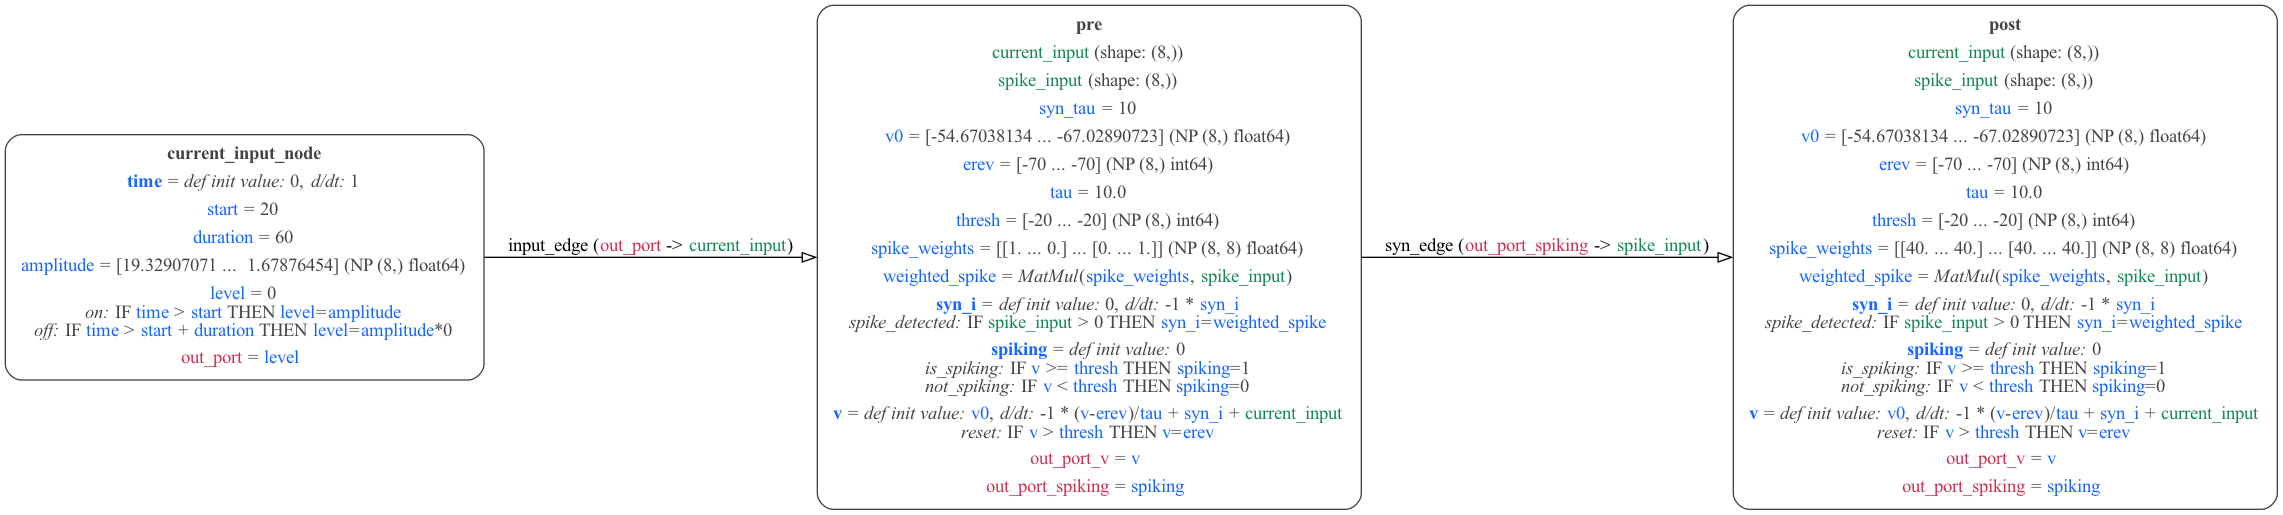 current_input_node
time = def init value: 0, d/dt: 1
start = 20
duration = 60
amplitude = [19.32907071 ... 1.67876454] (NP (8,) float64)
level = 0
on: IF time > start THEN level=amplitude
off: IF time > start + duration THEN level=amplitude*0
out_port = level
input_edge (out_port -> current_input)
pre
current_input (shape: (8,))
spike_input (shape: (8,))
syn_tau = 10
v0 = [-54.67038134 ... -67.02890723] (NP (8,) float64)
erev = [-70 ... -70] (NP (8,) int64)
tau = 10.0
thresh = [-20 ... -20] (NP (8,) int64)
spike_weights = [[1. ... 0.] ... [0. ... 1.]] (NP (8, 8) float64)
weighted_spike = MatMul(spike_weights, spike_input)
syn_i = def init value: 0, d/dt: -1 * syn_i
spike_detected: IF spike_input > 0 THEN syn_i=weighted_spike
spiking = def init value: 0
is_spiking: IF v >= thresh THEN spiking=1
not_spiking: IF v < thresh THEN spiking=0
v = def init value: v0, d/dt: -1 * (v-erev)/tau + syn_i + current_input
reset: IF v > thresh THEN v=erev
out_port_v = v
out_port_spiking = spiking
syn_edge (out_port_spiking -> spike_input)
post
current_input (shape: (8,))
spike_input (shape: (8,))
syn_tau = 10
v0 = [-54.67038134 ... -67.02890723] (NP (8,) float64)
erev = [-70 ... -70] (NP (8,) int64)
tau = 10.0
thresh = [-20 ... -20] (NP (8,) int64)
spike_weights = [[40. ... 40.] ... [40. ... 40.]] (NP (8, 8) float64)
weighted_spike = MatMul(spike_weights, spike_input)
syn_i = def init value: 0, d/dt: -1 * syn_i
spike_detected: IF spike_input > 0 THEN syn_i=weighted_spike
spiking = def init value: 0
is_spiking: IF v >= thresh THEN spiking=1
not_spiking: IF v < thresh THEN spiking=0
v = def init value: v0, d/dt: -1 * (v-erev)/tau + syn_i + current_input
reset: IF v > thresh THEN v=erev
out_port_v = v
out_port_spiking = spiking